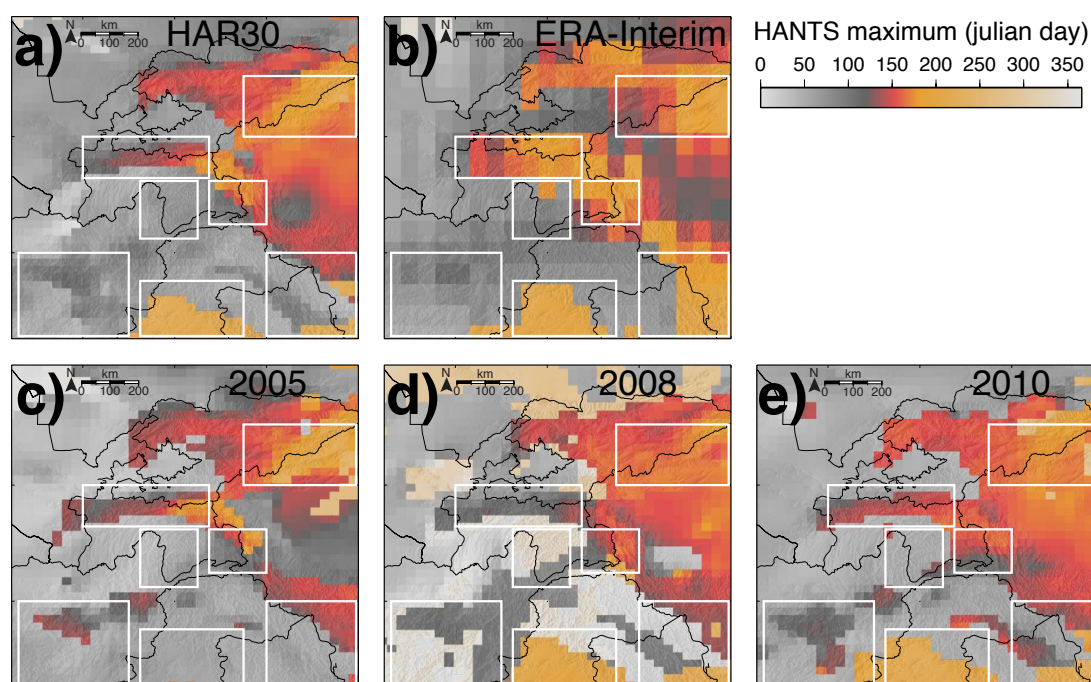 a) N km HAR30
0 100 200
b) N km ERA-Interim
0 100 200
HANTS maximum (julian day)
0 50 100 150 200 250 300 350
c) N km 2005
0 100 200
d) N km 2008
0 100 200
e) N km 2010
0 100 200